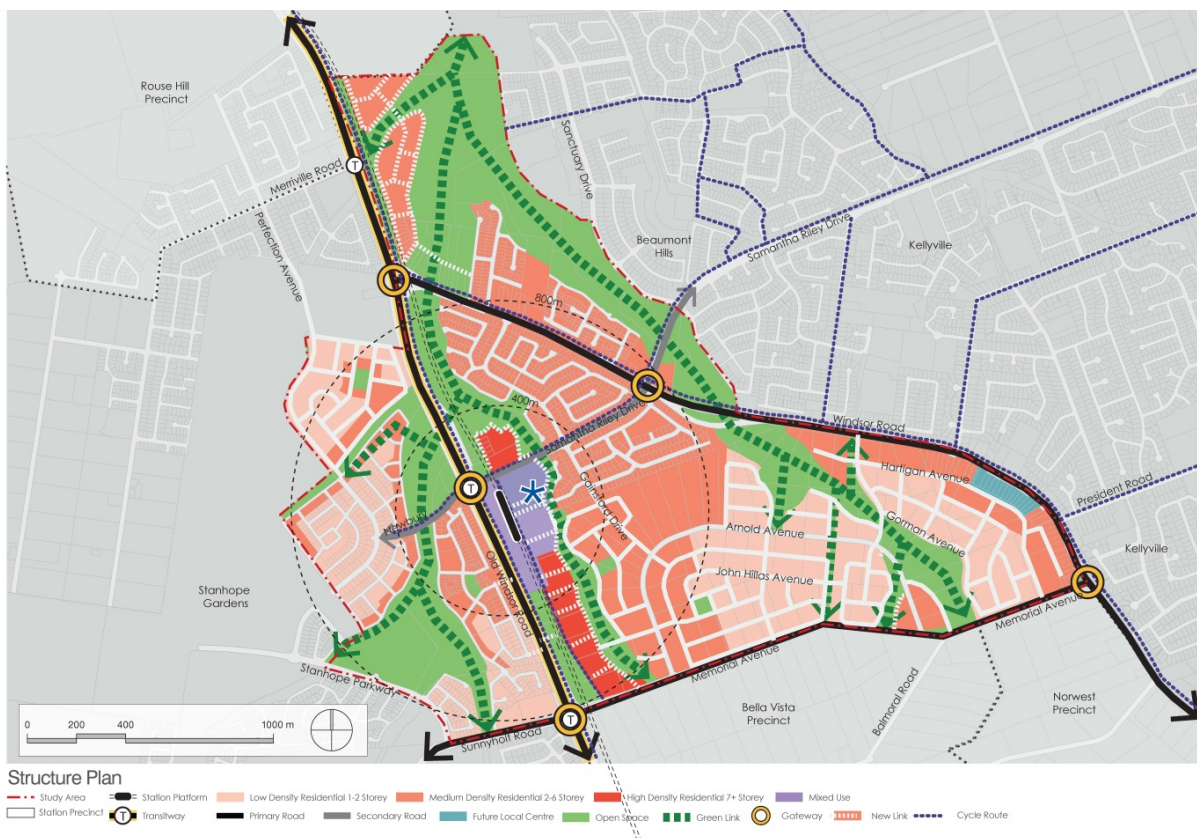 Rouse Hill
Precinct
Merriville Road
T
Perfection Avenue
Sanctuary Drive
Beaumont
Hills
Samantha Riley Drive
Kellyville
800m
400m
Samantha Riley Drive
Windsor Road
Hartigan Avenue
President Road
Gorman Avenue
Kellyville
T
Newbury
Gainsford Drive
Arnold Avenue
John Hillas Avenue
Old Windsor Road
Stanhope
Gardens
Memorial Avenue
Memorial Avenue
Stanhope Parkway
Balmoral Road
Norwest
Precinct
Bella Vista
Precinct
T
Sunnyholt Road
0 200 400 1000 m
Structure Plan
Study Area Station Platform Low Density Residential 1-2 Storey Medium Density Residential 2-6 Storey High Density Residential 7+ Storey Mixed Use
Station Precinct T Transitway Primary Road Secondary Road Future Local Centre Open Space Green Link Gateway New Link Cycle Route